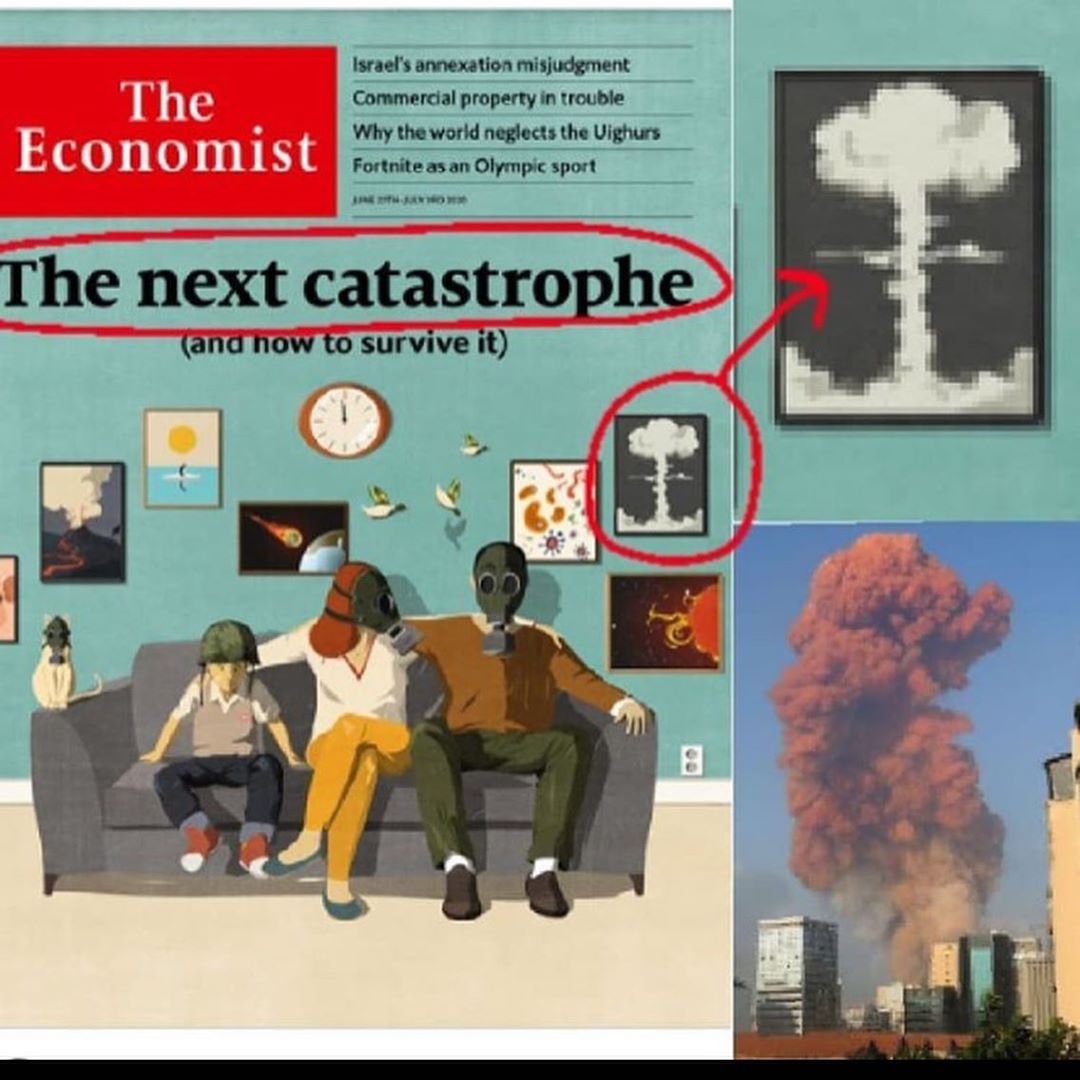 The
Economist
Israel's annexation misjudgment
Commercial property in trouble
Why the world neglects the Uighurs
Fortnite as an Olympic sport
JUNE 27TH–JULY 3RD 2020
The next catastrophe
(and how to survive it)